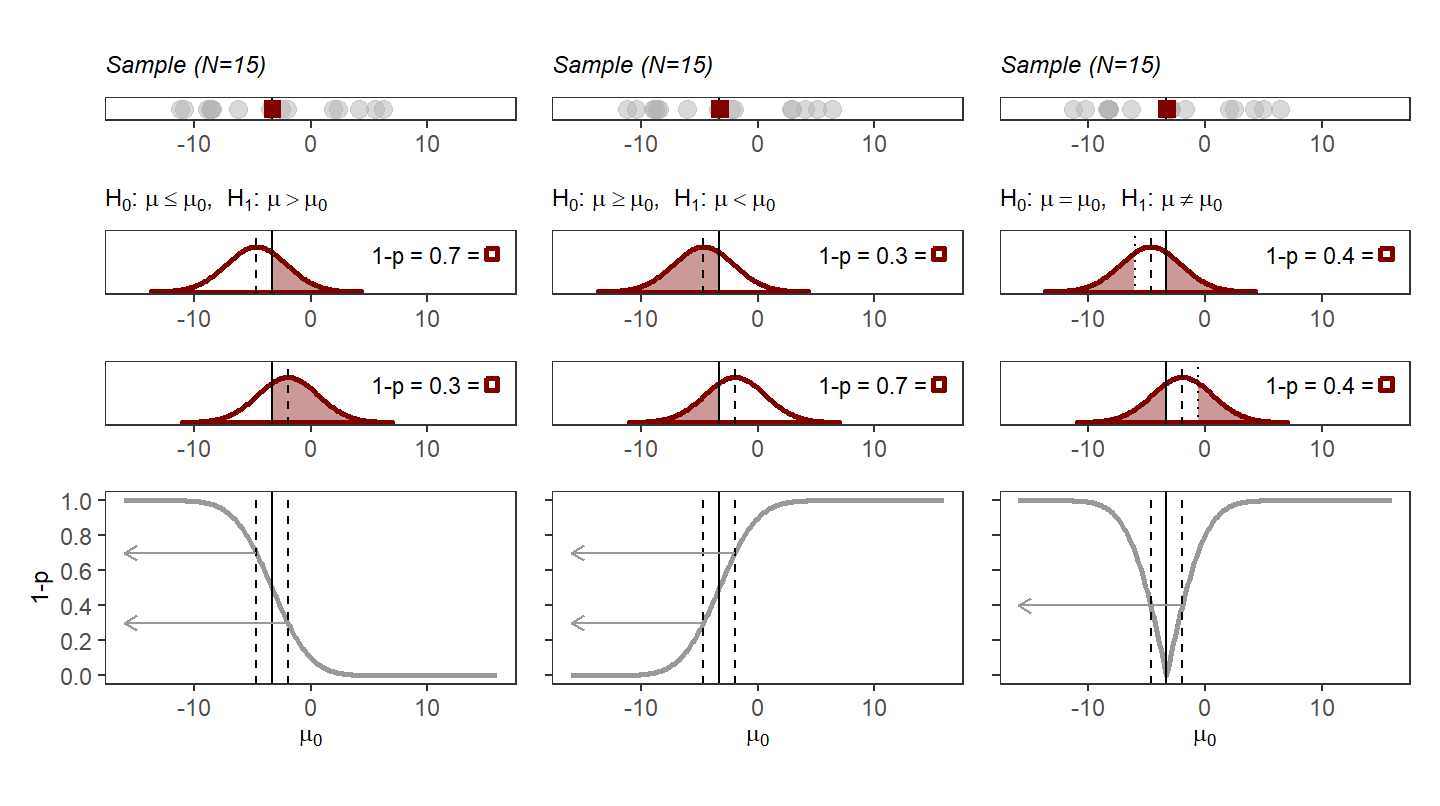 Sample (N=15) Sample (N=15) Sample (N=15)
-10 0 10 -10 0 10 -10 0 10
H₀: μ ≤ μ₀, H₁: μ > μ₀ H₀: μ ≥ μ₀, H₁: μ < μ₀ H₀: μ = μ₀, H₁: μ ≠ μ₀
1-p = 0.7 = 1-p = 0.3 = 1-p = 0.4 =
-10 0 10 -10 0 10 -10 0 10
1-p = 0.3 = 1-p = 0.7 = 1-p = 0.4 =
-10 0 10 -10 0 10 -10 0 10
1-p
1.0
0.8
0.6
0.4
0.2
0.0
-10 0 10 -10 0 10 -10 0 10
μ₀ μ₀ μ₀